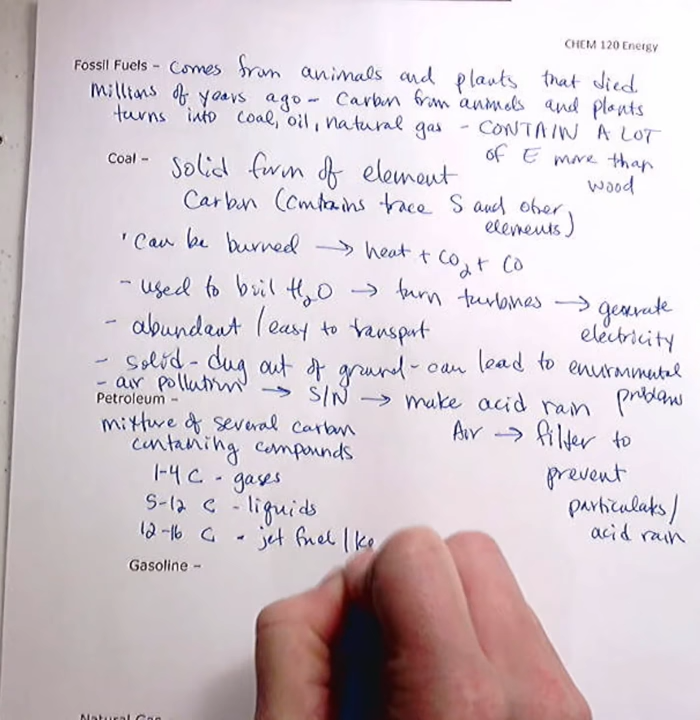 CHEM 120 Energy
Fossil Fuels - comes from animals and plants that died
Millions of years ago - Carbon from animals and plants
turns into coal, oil, natural gas - CONTAIN A LOT
of E more than
wood
Coal - solid form of element
Carbon (contains trace S and other
elements)
' can be burned → heat + CO2 + CO
- used to boil H2O → turn turbines → generate
electricity
- abundant / easy to transport
- solid - dug out of ground - can lead to environmental
problems
- air pollution → S/N → make acid rain
Petroleum -
mixture of several carbon
containing compounds
Air → filter to
prevent
particulates/
acid rain
1-4 C - gases
5-12 C - liquids
12-16 C - jet fuel / ke
Gasoline -
Natural Gas